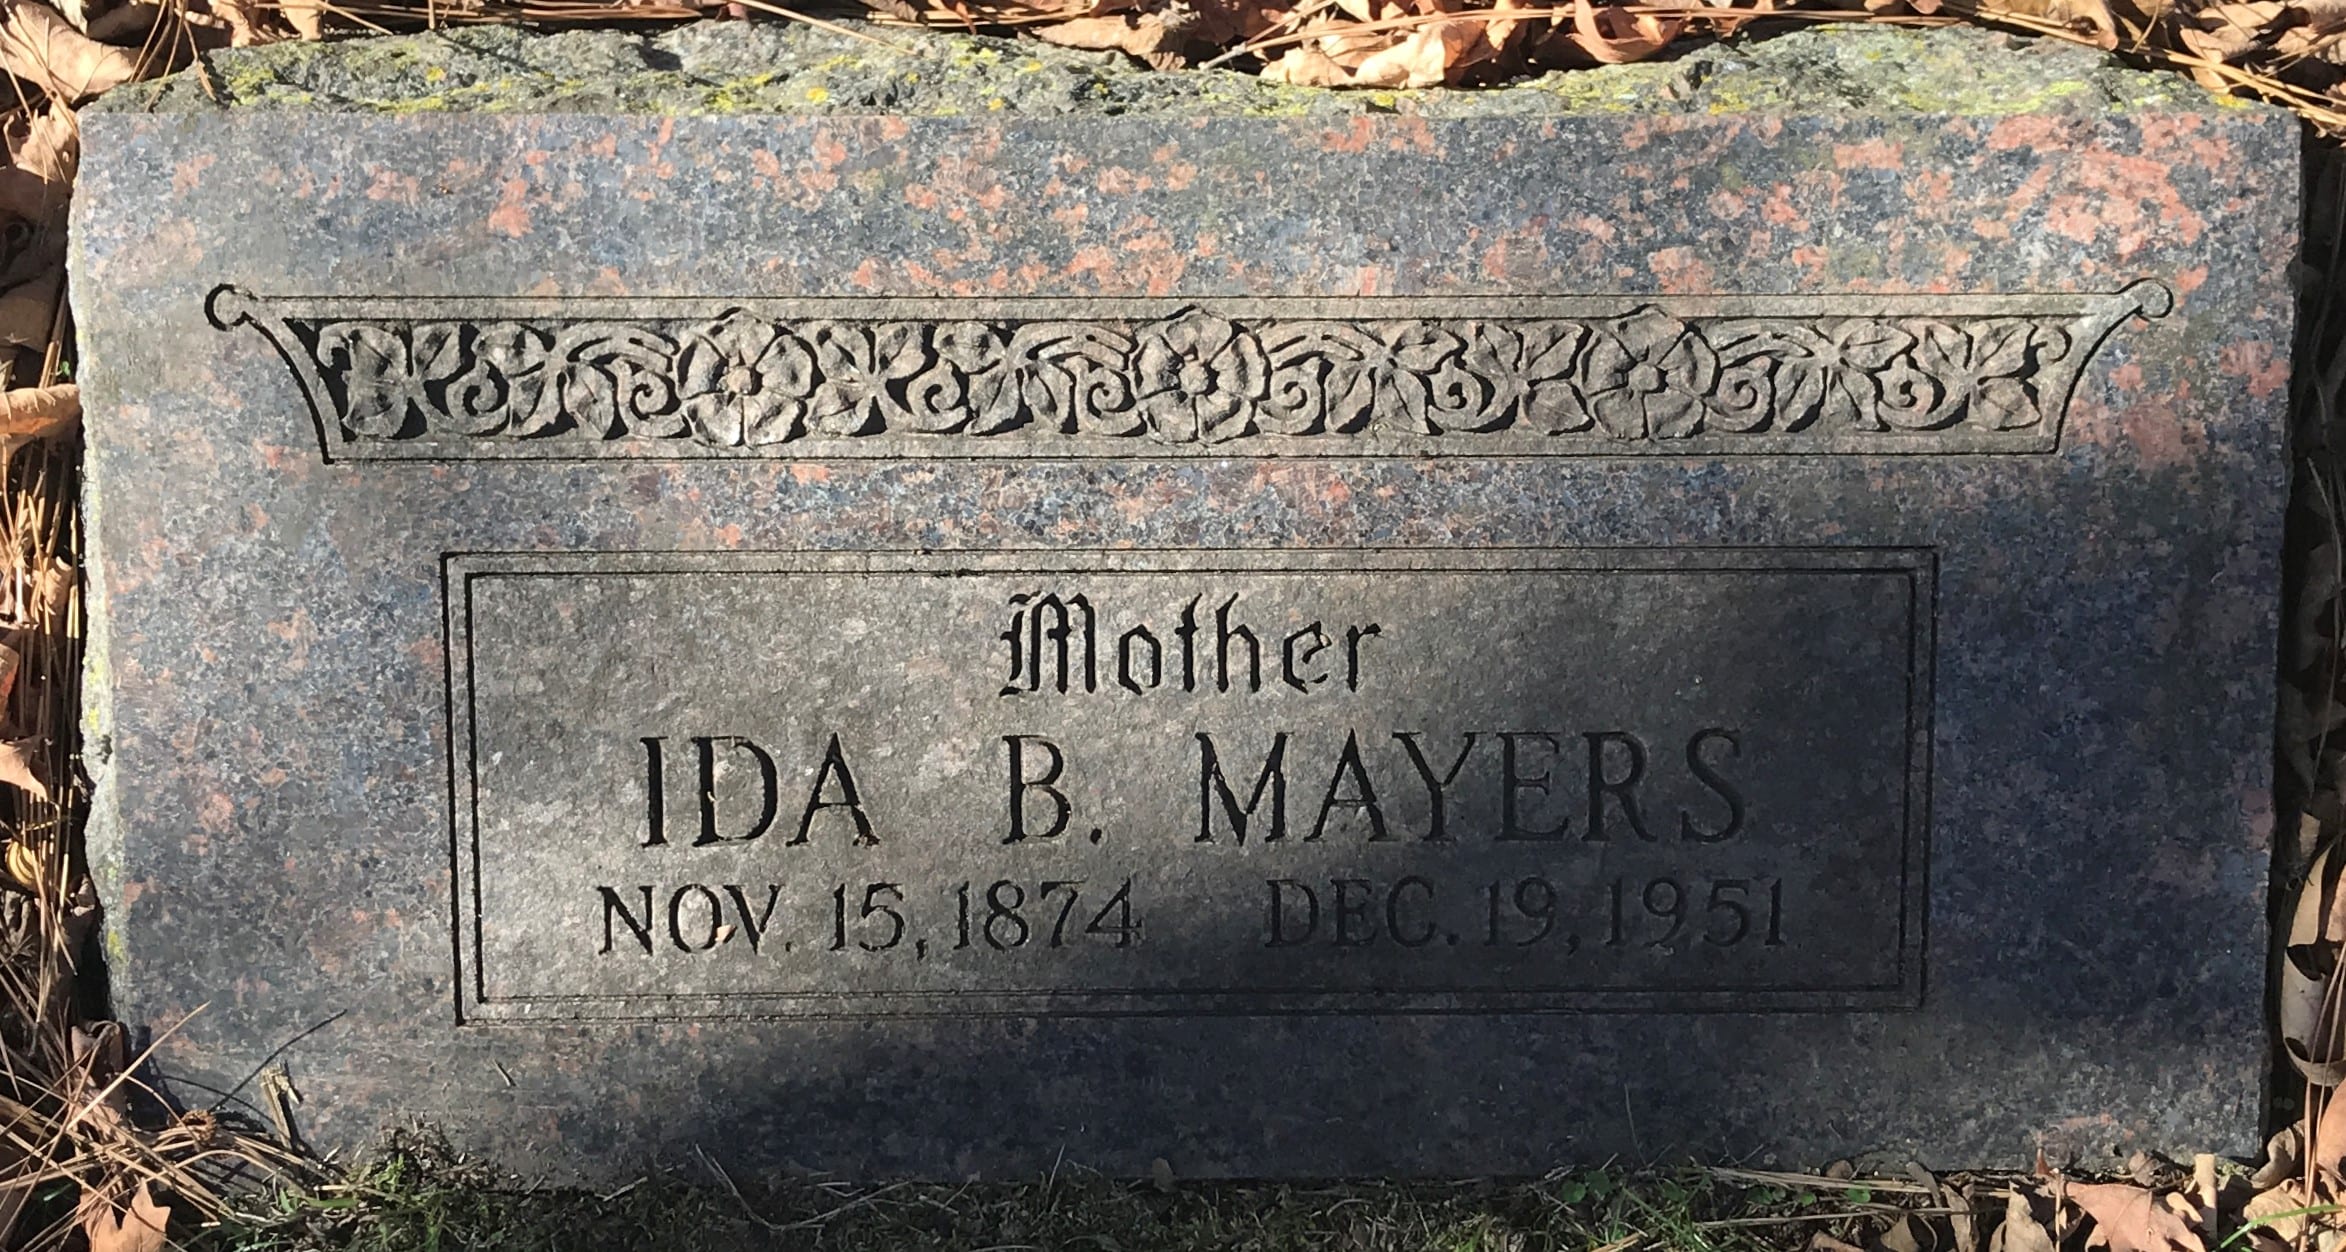 Mother
IDA B. MAYERS
NOV. 15, 1874 DEC. 19, 1951